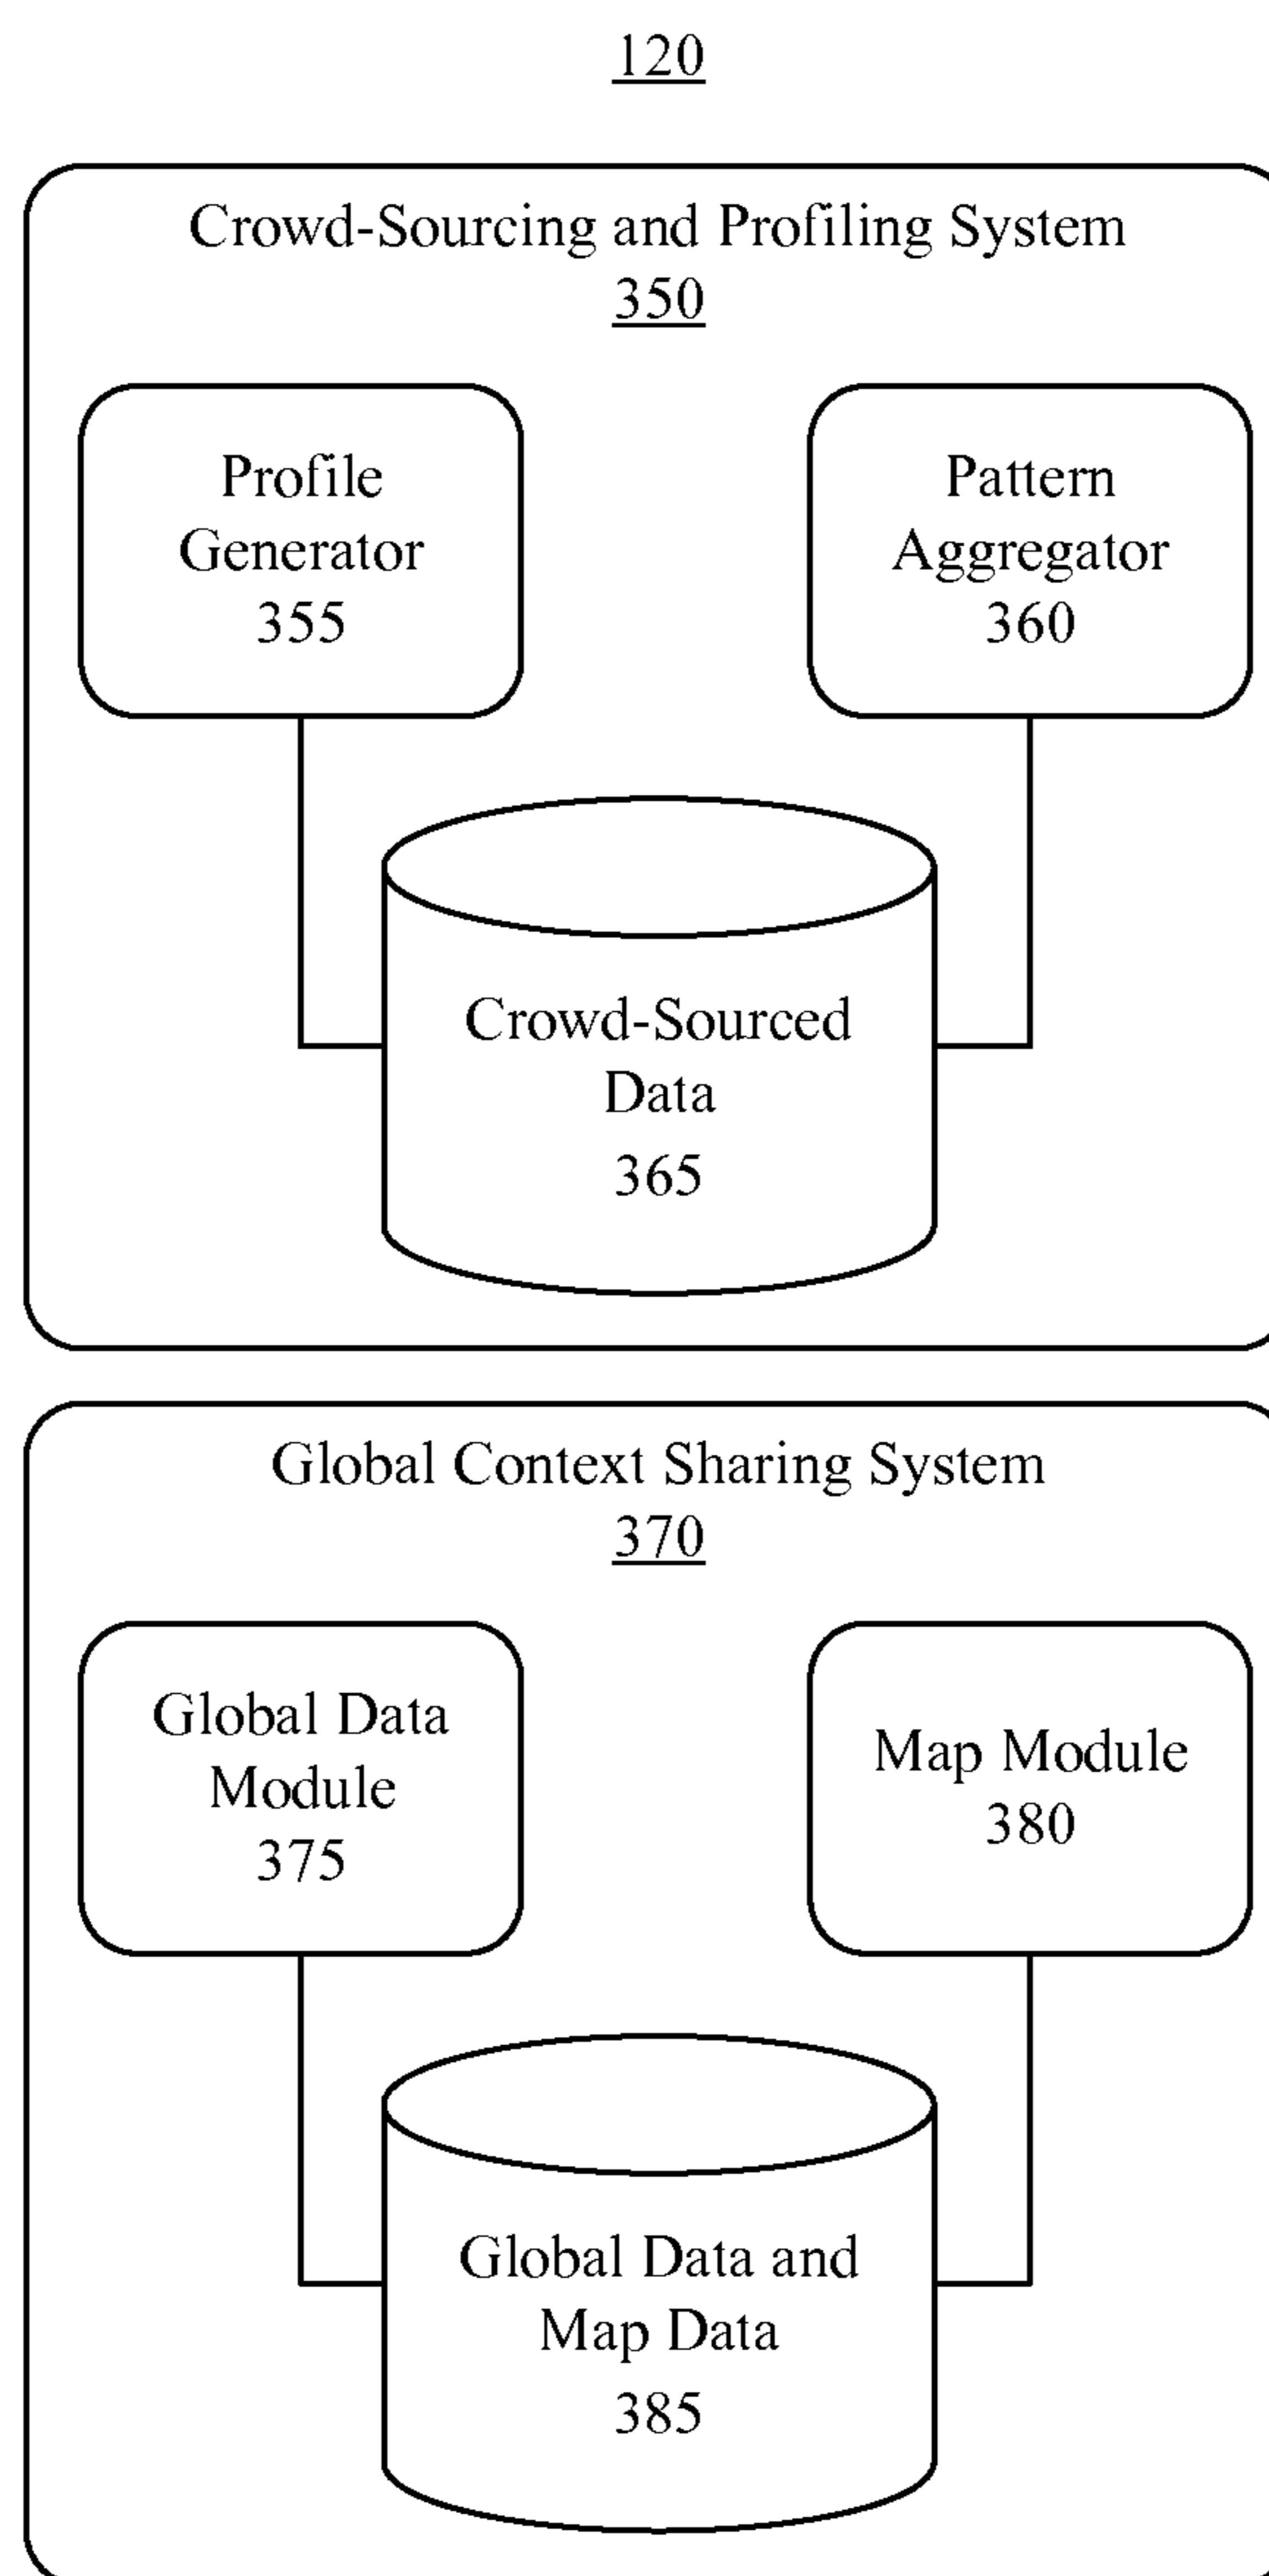 120
Crowd-Sourcing and Profiling System
350
Profile
Generator
355
Pattern
Aggregator
360
Crowd-Sourced
Data
365
Global Context Sharing System
370
Global Data
Module
375
Map Module
380
Global Data and
Map Data
385